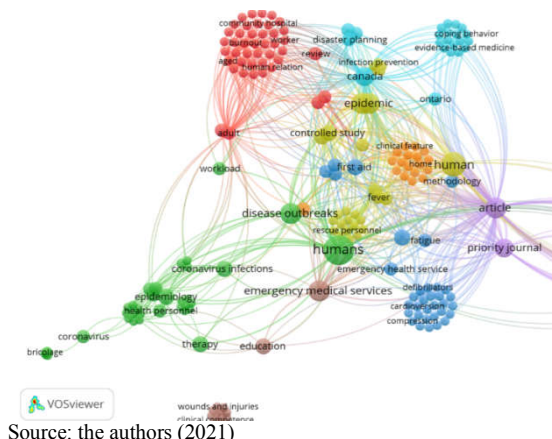 community hospital
burnout
worker
aged
human relation
disaster planning
review
infection prevention
canada
coping behavior
evidence-based medicine
epidemic
ontario
adult
controlled study
workload
first aid
clinical feature
home
human
methodology
fever
article
disease outbreaks
rescue personnel
humans
fatigue
priority journal
coronavirus infections
emergency health service
emergency medical services
defibrillators
cardioversion
compression
epidemiology
health personnel
coronavirus
bricolage
therapy
education
VOSviewer
wounds and injuries
clinical competence
Source: the authors (2021)